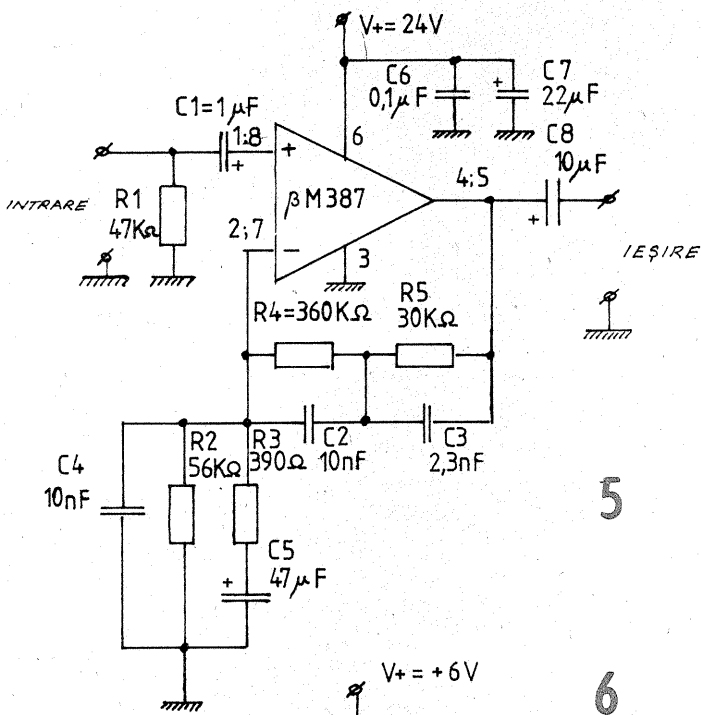 V+= 24V
C6
0,1μF
C7
22μF
C1=1μF
1;8
+
6
C8
10μF
+
+
βM387
4;5
INTRARE
R1
47KΩ
2;7
−
3
+
IEȘIRE
R4=360KΩ
R5
30KΩ
C4
10nF
R2
56KΩ
R3
390Ω
C2
10nF
C3
2,3nF
5
C5
+
47μF
V+= +6V
6